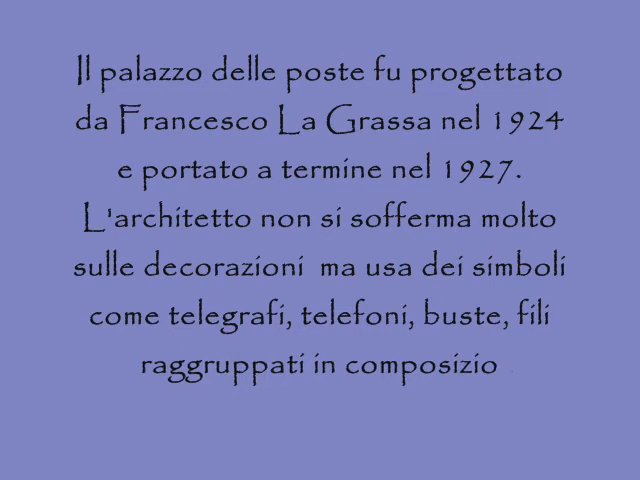 Il palazzo delle poste fu progettato
da Francesco La Grassa nel 1924
e portato a termine nel 1927.
L'architetto non si sofferma molto
sulle decorazioni  ma usa dei simboli
come telegrafi, telefoni, buste, fili
raggruppati in composizio